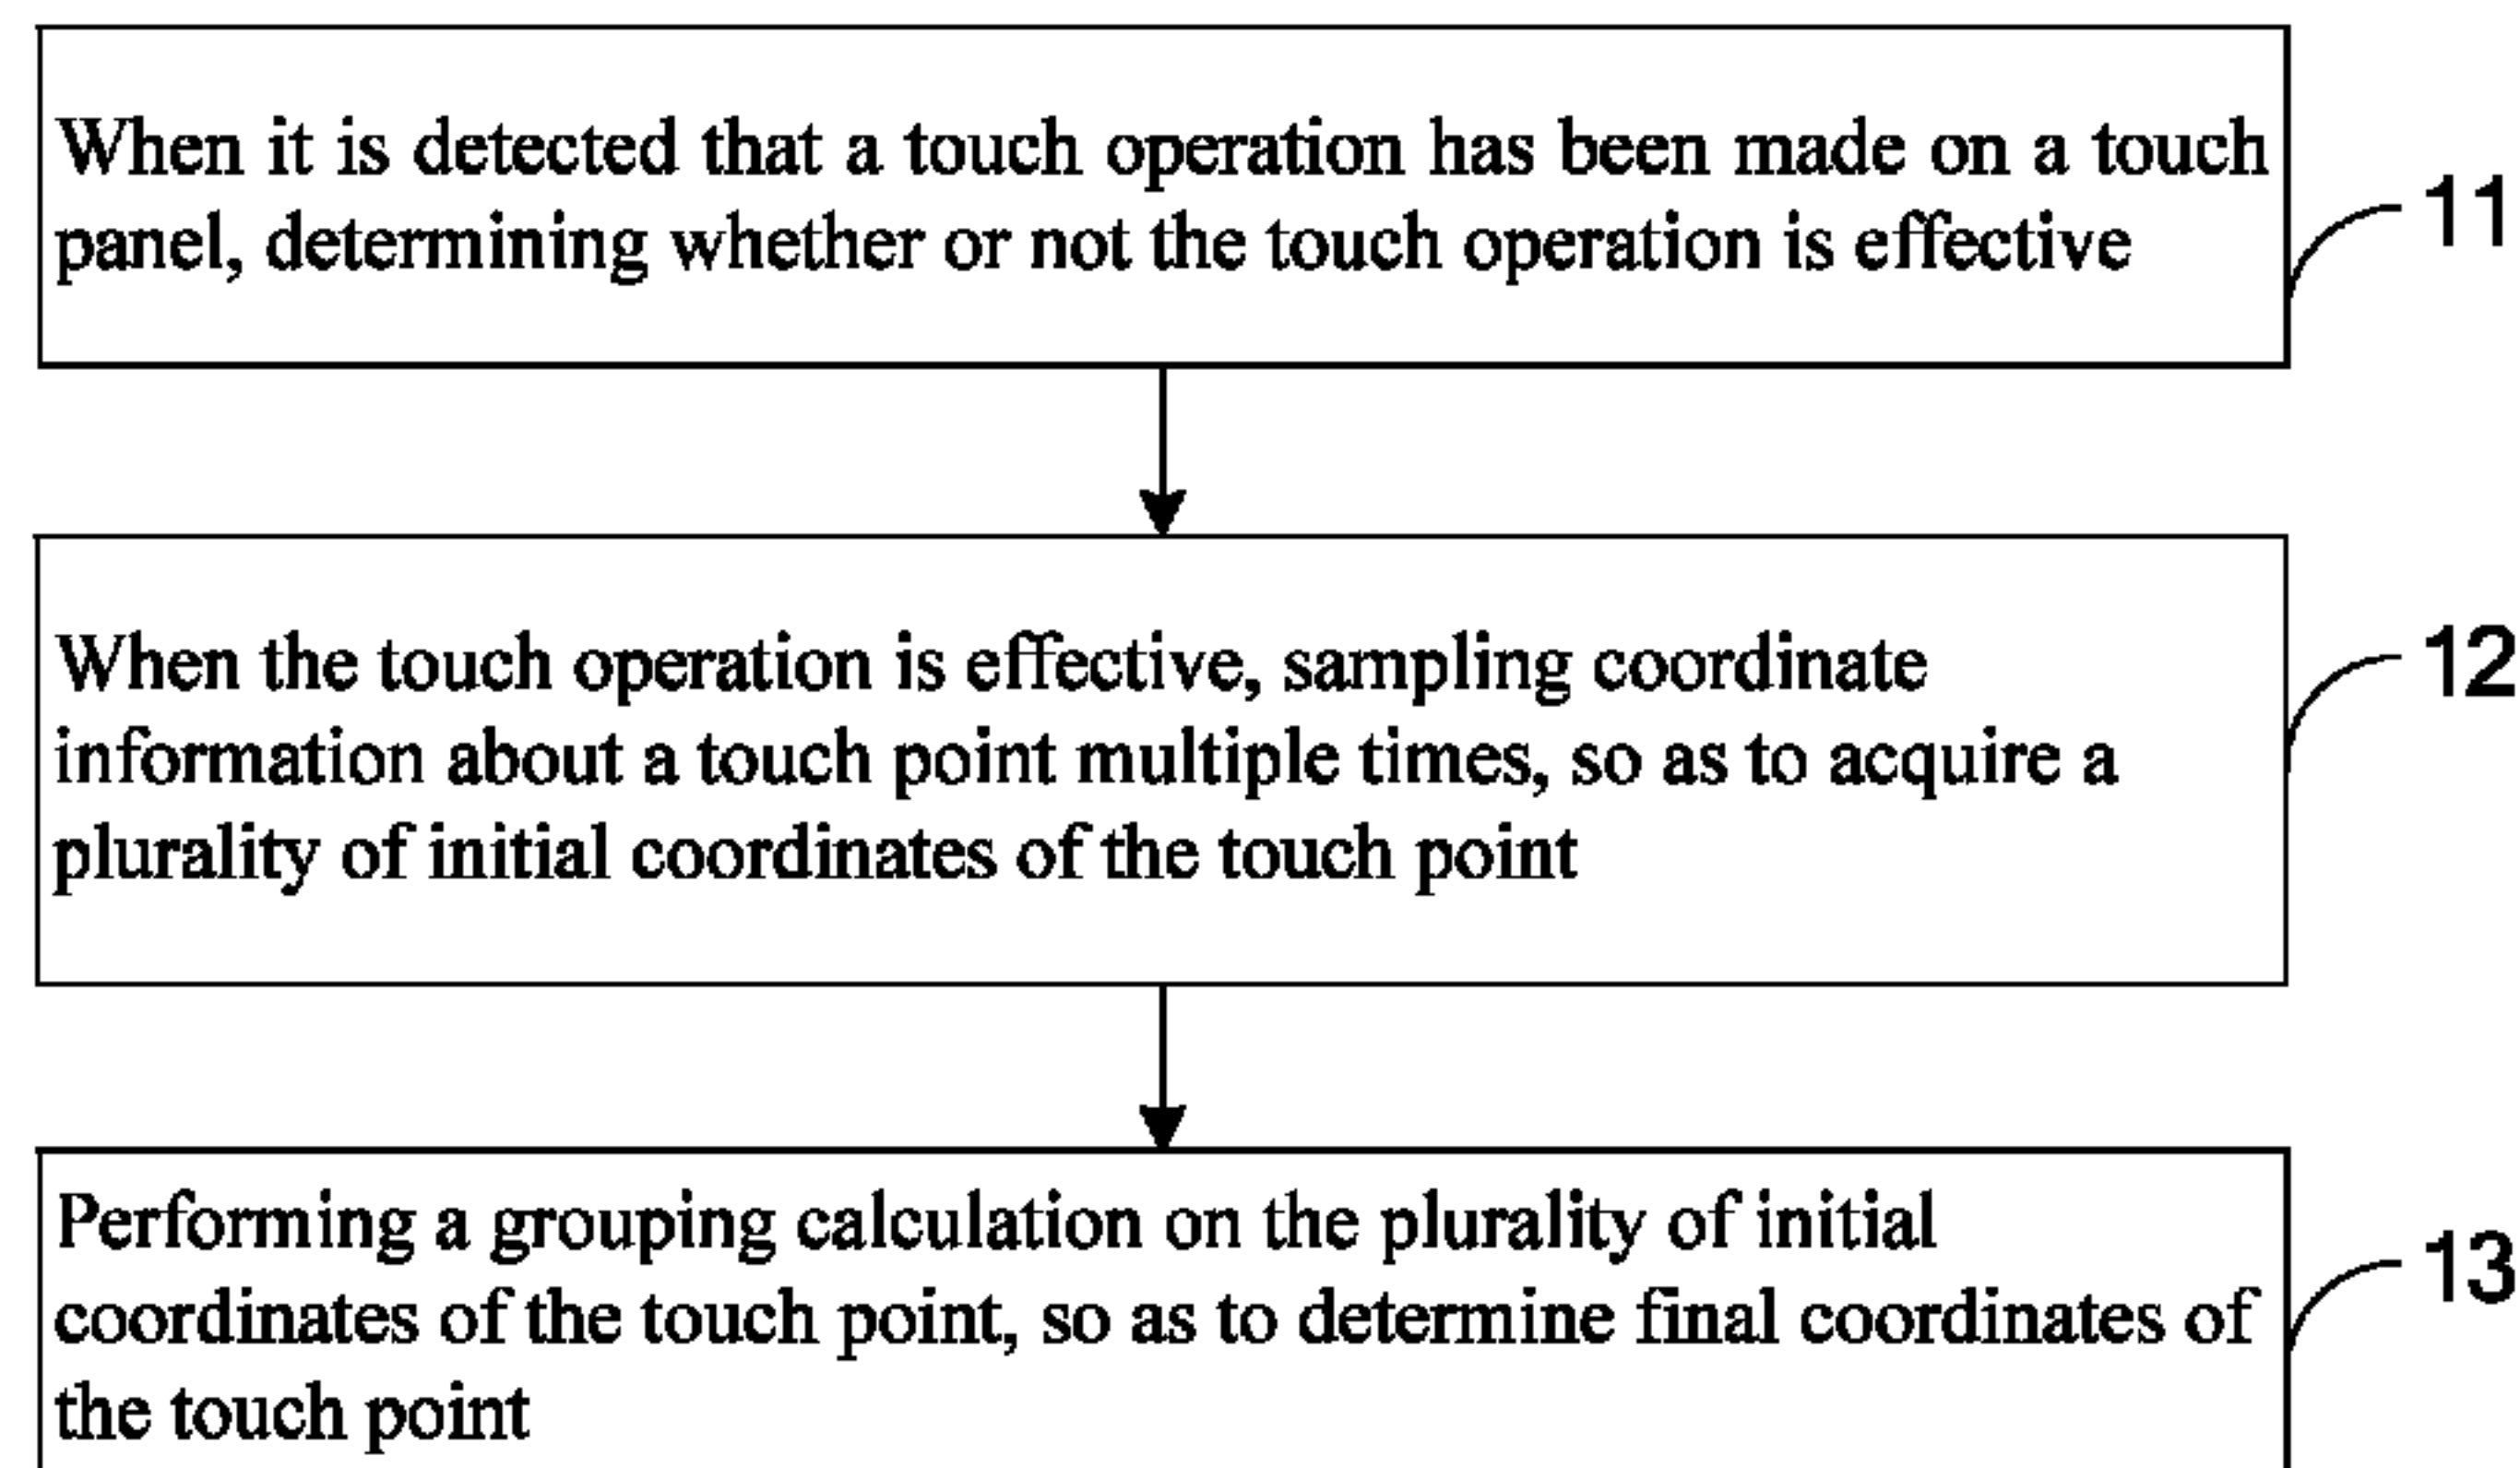 When it is detected that a touch operation has been made on a touch
panel, determining whether or not the touch operation is effective
11
When the touch operation is effective, sampling coordinate
information about a touch point multiple times, so as to acquire a
plurality of initial coordinates of the touch point
12
Performing a grouping calculation on the plurality of initial
coordinates of the touch point, so as to determine final coordinates of
the touch point
13